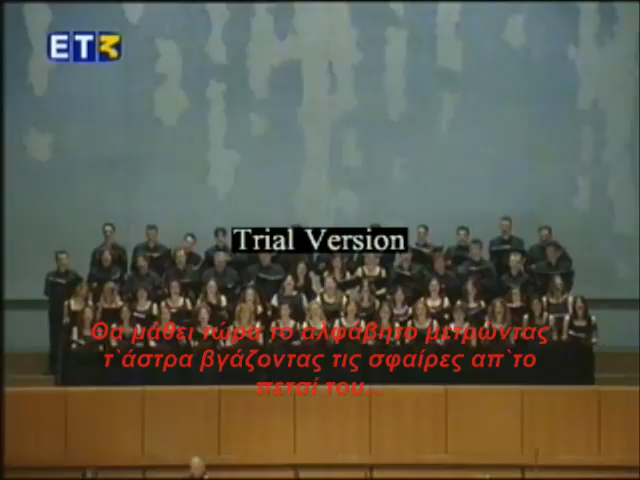 ET3
Trial Version
Θα μάθει τώρα το αλφάβητο μετρώντας
τ`άστρα βγάζοντας τις σφαίρες απ`το
πετσί του...